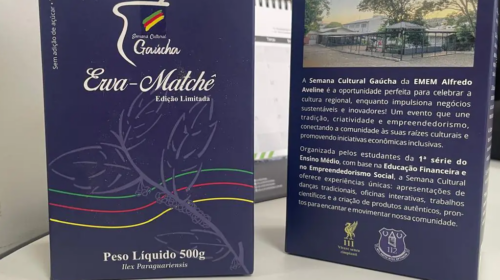 Sem adição de açúcar •
Semana Cultural
Gaúcha
Erva-Matchê
Edição Limitada
Peso Líquido 500g
Ilex Paraguariensis
A Semana Cultural Gaúcha da EMEM Alfredo
Aveline é a oportunidade perfeita para celebrar a
cultura regional, enquanto impulsiona negócios
sustentáveis e inovadores! Um evento que une
tradição, criatividade e empreendedorismo,
conectando a comunidade às suas raízes culturais e
promovendo iniciativas econômicas inclusivas.
Organizada pelos estudantes da 1ª série do
Ensino Médio, com base na Educação Financeira e
no Empreendedorismo Social, a Semana Cultural
oferece experiências únicas: apresentações de
danças tradicionais, oficinas interativas, trabalhos
científicos e a criação de produtos autênticos, pron-
tos para encantar e movimentar nossa comunidade.
111